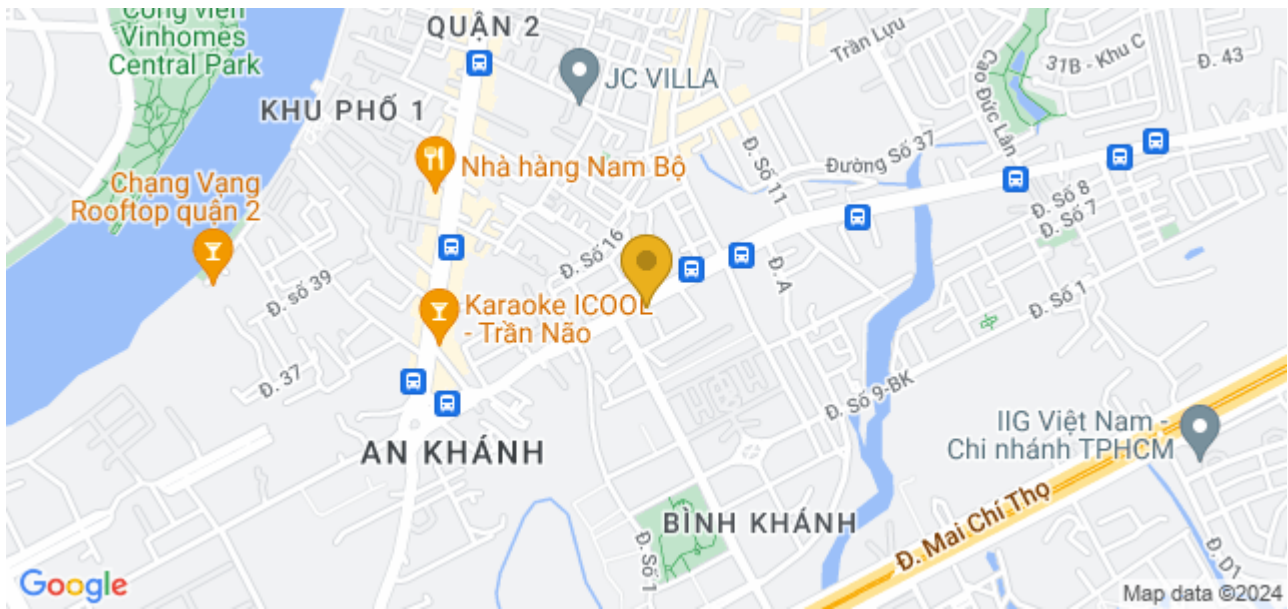 Công viên
Vinhomes
Central Park
QUẬN 2
JC VILLA
Trần Lựu
31B - Khu C
Đ. 43
KHU PHỐ 1
Cao Đức Lân
Nhà hàng Nam Bộ
Đ. Số 11
Đường Số 37
Chạng Vạng
Rooftop quận 2
Đ. Số 8
Đ. Số 7
Đ. Số 16
Đ. A
Đ. số 39
Karaoke ICOOL
- Trần Não
Đ. Số 1
Đ. 37
Đ. Số 9-BK
IIG Việt Nam -
Chi nhánh TPHCM
AN KHÁNH
BÌNH KHÁNH
Đ. Mai Chí Thọ
Đ. Số 1
Đ. D1
Google
Map data ©2024